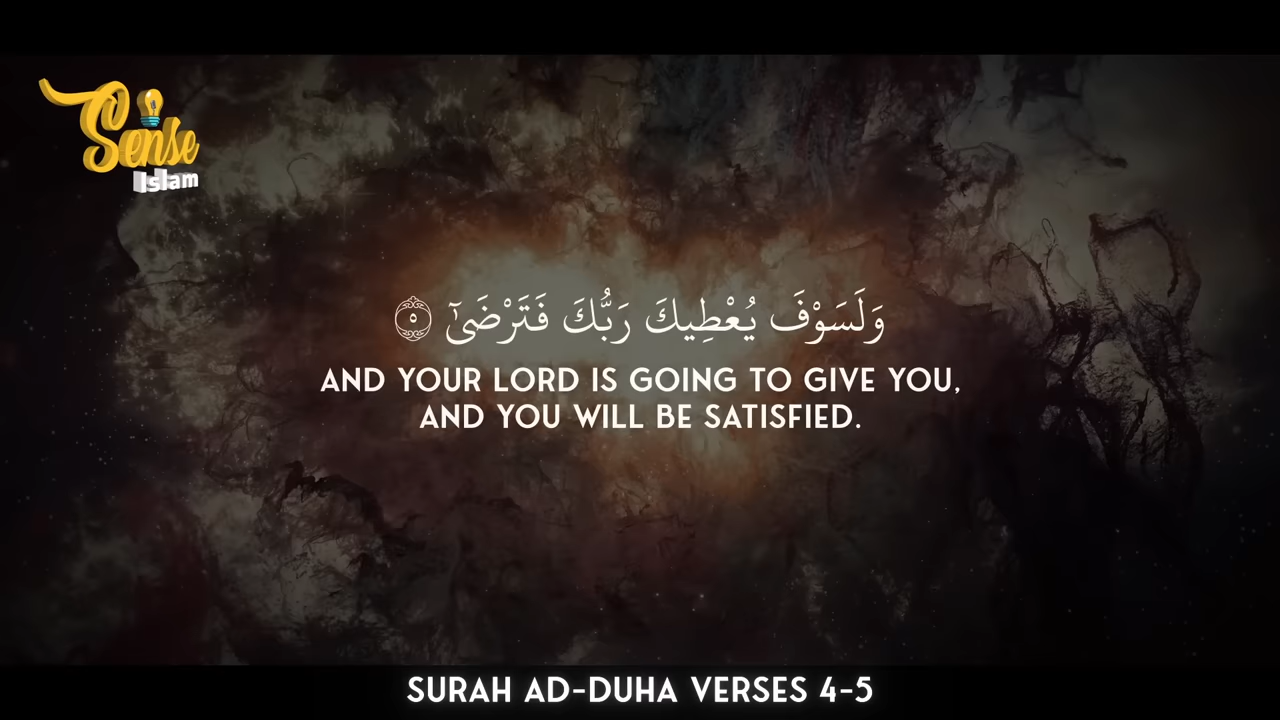 Sense
Islam
وَلَسَوْفَ يُعْطِيكَ رَبُّكَ فَتَرْضَىٰٓ ۝٥
AND YOUR LORD IS GOING TO GIVE YOU,
AND YOU WILL BE SATISFIED.
SURAH AD-DUHA VERSES 4-5